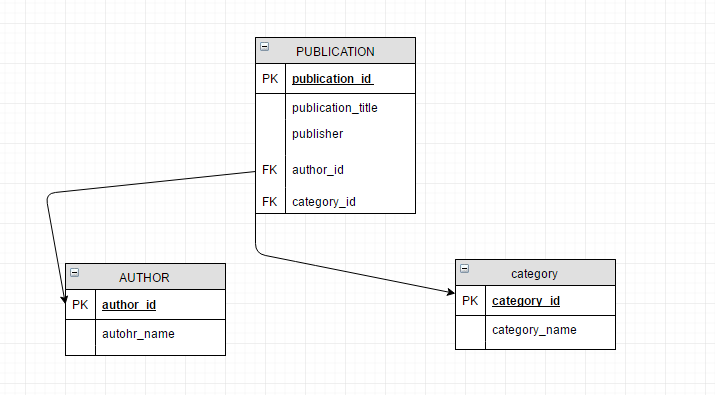 PUBLICATION
PK publication_id
publication_title
publisher
FK author_id
FK category_id
AUTHOR
PK author_id
autohr_name
category
PK category_id
category_name